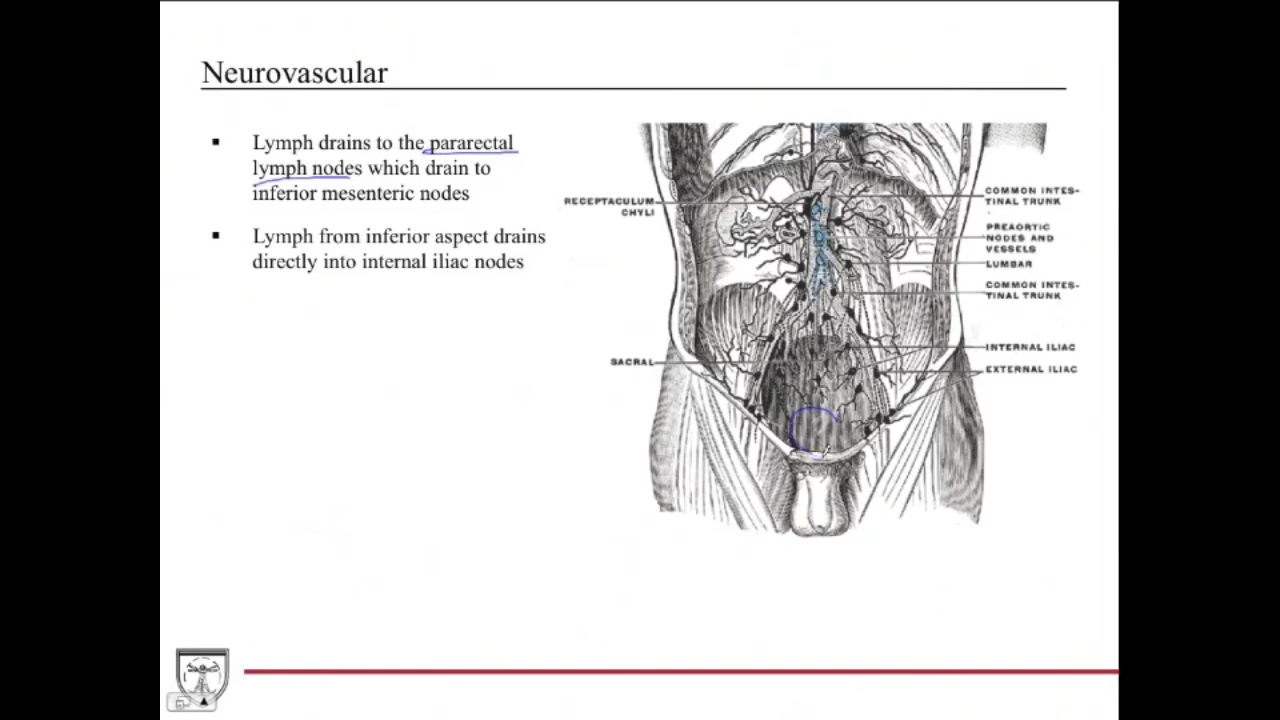 Neurovascular
Lymph drains to the pararectal
lymph nodes which drain to
inferior mesenteric nodes
Lymph from inferior aspect drains
directly into internal iliac nodes
RECEPTACULUM
CHYLI
SACRAL
COMMON INTES-
TINAL TRUNK
PREAORTIC
NODES AND
VESSELS
LUMBAR
COMMON INTES-
TINAL TRUNK
INTERNAL ILIAC
EXTERNAL ILIAC